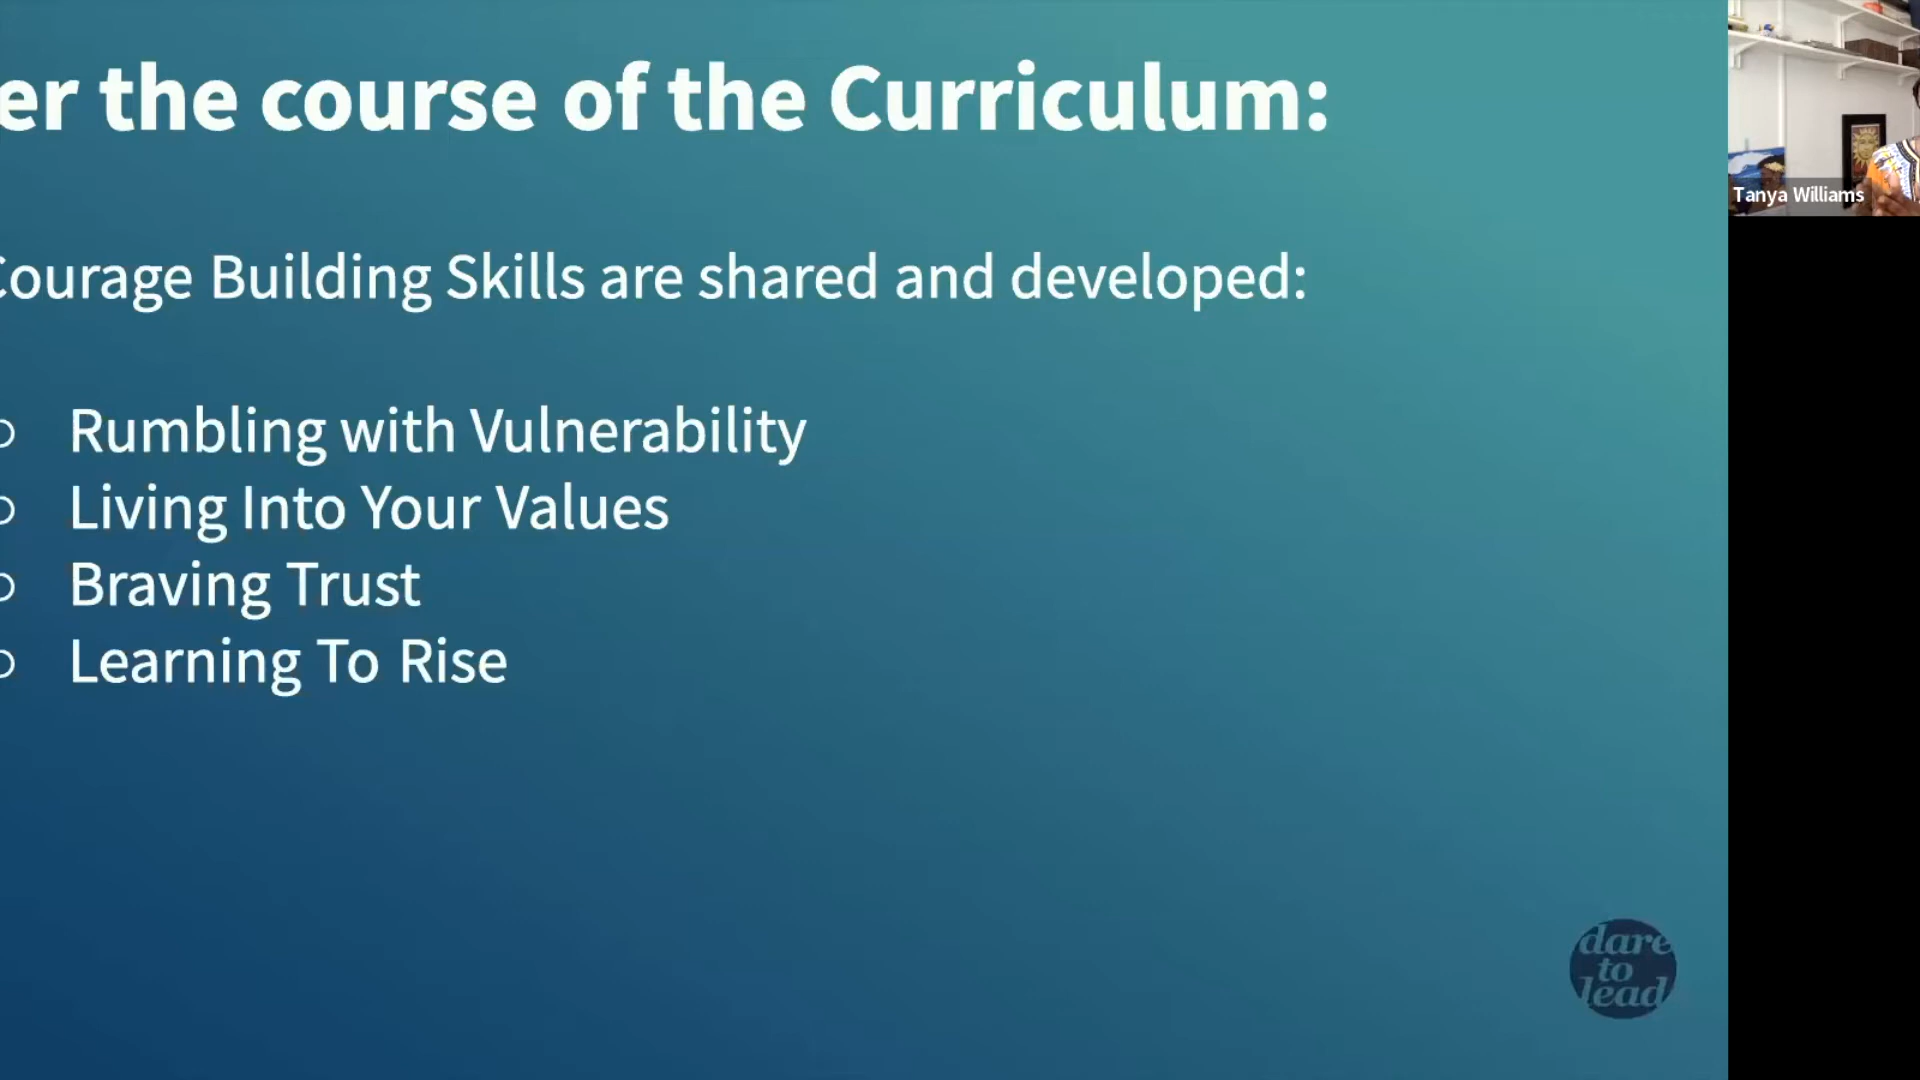 er the course of the Curriculum:
Courage Building Skills are shared and developed:
Rumbling with Vulnerability
Living Into Your Values
Braving Trust
Learning To Rise
Tanya Williams
dare
to
lead